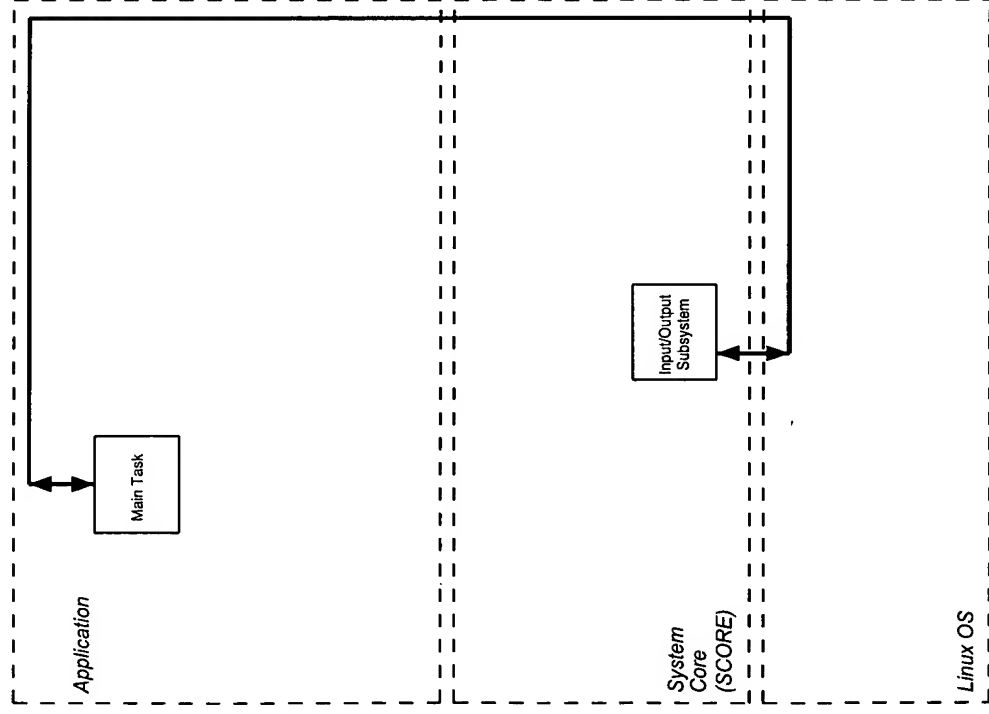 Application
Main Task
System
Core
(SCORE)
Input/Output
Subsystem
Linux OS